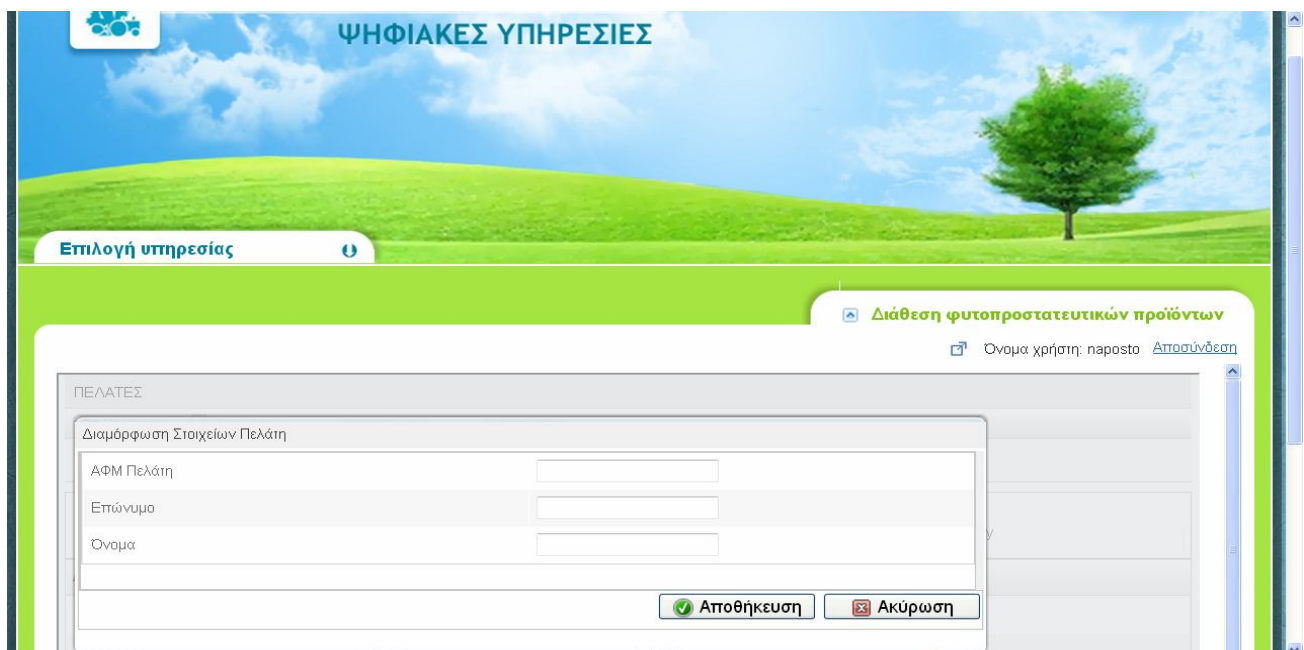 ΨΗΦΙΑΚΕΣ ΥΠΗΡΕΣΙΕΣ
Επιλογή υπηρεσίας
Διάθεση φυτοπροστατευτικών προϊόντων
Όνομα χρήστη: naposto Αποσύνδεση
ΠΕΛΑΤΕΣ
Διαμόρφωση Στοιχείων Πελάτη
ΑΦΜ Πελάτη
Επώνυμο
Όνομα
Αποθήκευση Ακύρωση